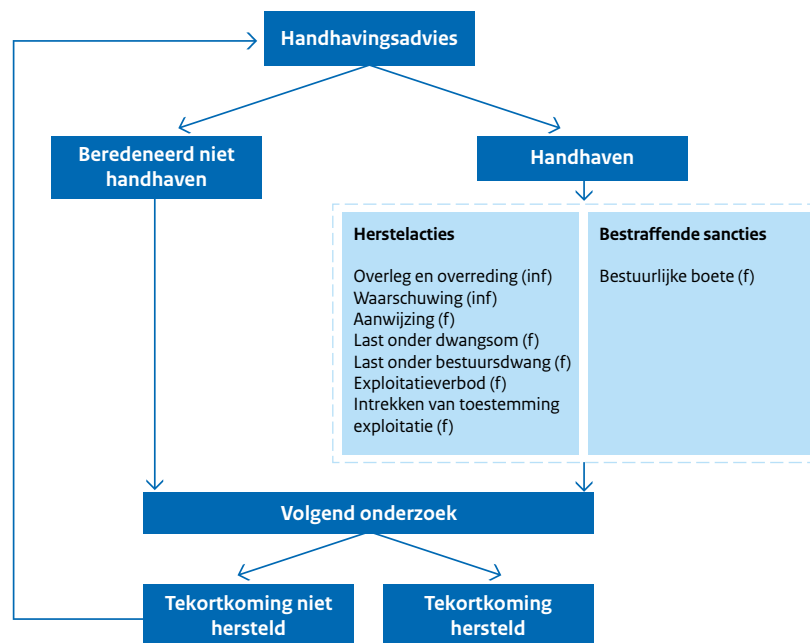 Handhavingsadvies
Beredeneerd niet
handhaven
Handhaven
Herstelacties
Overleg en overreding (inf)
Waarschuwing (inf)
Aanwijzing (f)
Last onder dwangsom (f)
Last onder bestuursdwang (f)
Exploitatieverbod (f)
Intrekken van toestemming
exploitatie (f)
Bestraffende sancties
Bestuurlijke boete (f)
Volgend onderzoek
Tekortkoming niet
hersteld
Tekortkoming
hersteld